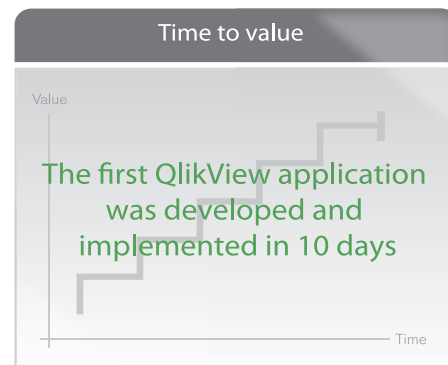 Time to value
Value
The first QlikView application
was developed and
implemented in 10 days
Time